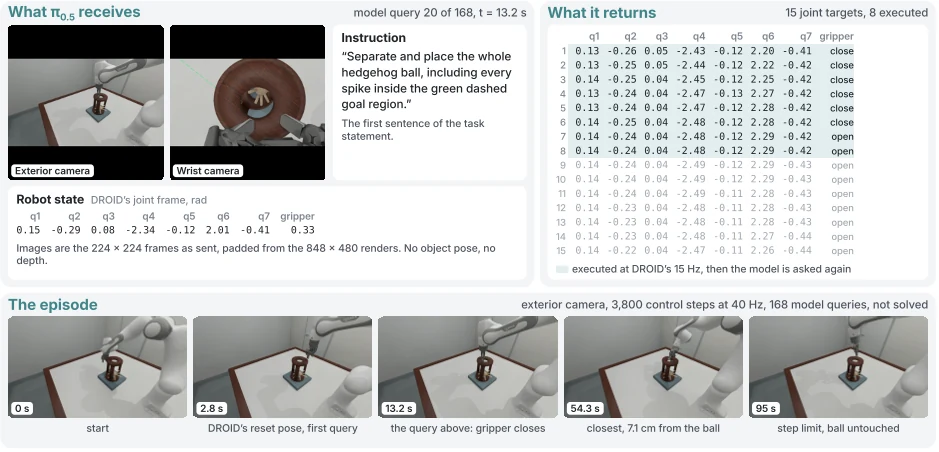 What π0.5 receives
model query 20 of 168, t = 13.2 s
Exterior camera
Wrist camera
Instruction
“Separate and place the whole
hedgehog ball, including every
spike inside the green dashed
goal region.”
The first sentence of the task
statement.
Robot state DROID’s joint frame, rad
q1 q2 q3 q4 q5 q6 q7 gripper
0.15 -0.29 0.08 -2.34 -0.12 2.01 -0.41 0.33
Images are the 224 × 224 frames as sent, padded from the 848 × 480 renders. No object pose, no
depth.
What it returns
15 joint targets, 8 executed
q1 q2 q3 q4 q5 q6 q7 gripper
1 0.13 -0.26 0.05 -2.43 -0.12 2.20 -0.41 close
2 0.13 -0.25 0.05 -2.44 -0.12 2.22 -0.42 close
3 0.14 -0.25 0.04 -2.45 -0.12 2.25 -0.42 close
4 0.13 -0.24 0.04 -2.47 -0.13 2.27 -0.42 close
5 0.13 -0.24 0.04 -2.47 -0.12 2.28 -0.42 close
6 0.14 -0.25 0.04 -2.48 -0.12 2.28 -0.42 close
7 0.14 -0.24 0.04 -2.48 -0.12 2.29 -0.42 open
8 0.14 -0.24 0.04 -2.48 -0.12 2.29 -0.42 open
9 0.14 -0.24 0.04 -2.49 -0.12 2.29 -0.43 open
10 0.14 -0.24 0.04 -2.49 -0.12 2.29 -0.43 open
11 0.14 -0.24 0.04 -2.49 -0.11 2.28 -0.43 open
12 0.14 -0.23 0.04 -2.48 -0.11 2.28 -0.43 open
13 0.14 -0.23 0.04 -2.48 -0.11 2.28 -0.43 open
14 0.14 -0.23 0.04 -2.48 -0.11 2.27 -0.44 open
15 0.14 -0.22 0.04 -2.47 -0.11 2.26 -0.44 open
executed at DROID’s 15 Hz, then the model is asked again
The episode
exterior camera, 3,800 control steps at 40 Hz, 168 model queries, not solved
0 s
2.8 s
13.2 s
54.3 s
95 s
start
DROID’s reset pose, first query
the query above: gripper closes
closest, 7.1 cm from the ball
step limit, ball untouched